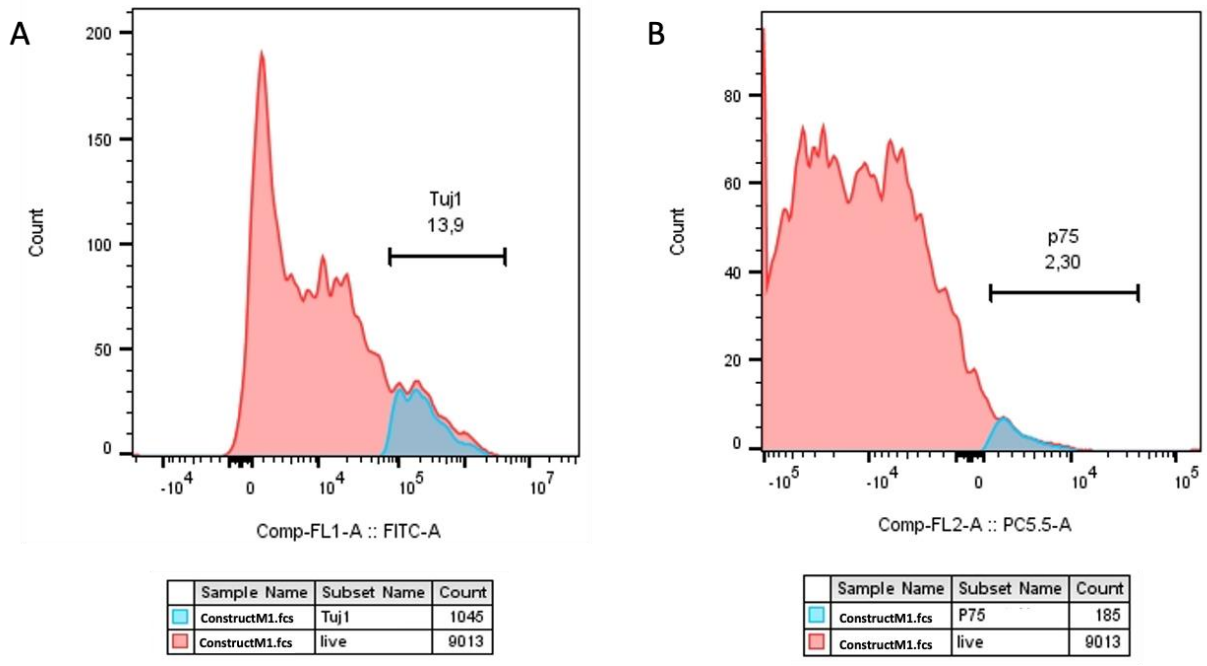 A
200
150
100
50
0
Count
Tuj1
13,9
-10^4
0
10^4
10^5
10^7
Comp-FL1-A :: FITC-A
Sample Name Subset Name Count
ConstructM1.fcs Tuj1 1045
ConstructM1.fcs live 9013
B
80
60
40
20
0
Count
p75
2,30
-10^5
-10^4
0
10^4
10^5
Comp-FL2-A :: PC5.5-A
Sample Name Subset Name Count
ConstructM1.fcs P75 185
ConstructM1.fcs live 9013